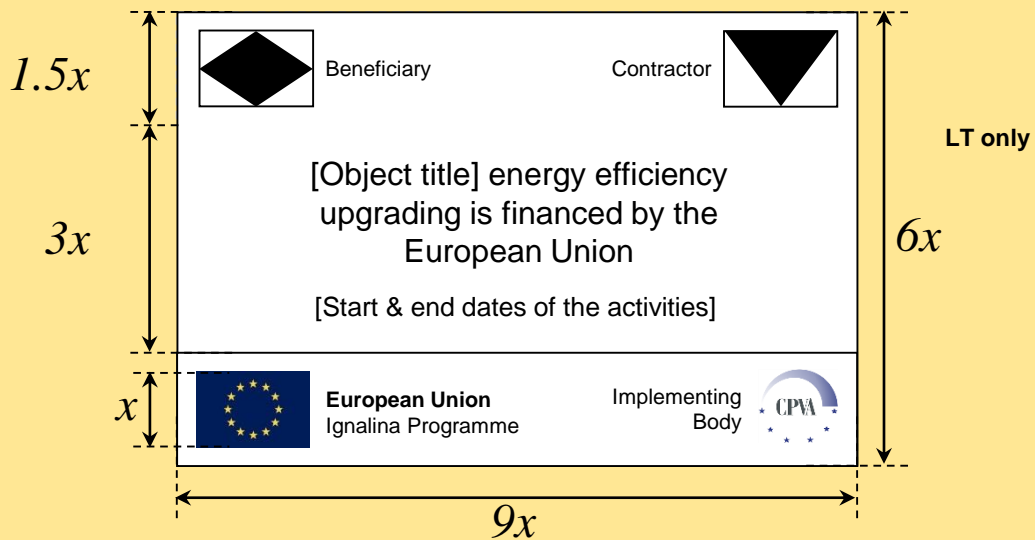 1.5x
Beneficiary
Contractor
LT only
[Object title] energy efficiency
upgrading is financed by the
European Union
3x
6x
[Start & end dates of the activities]
x
European Union
Ignalina Programme
Implementing
Body
CPVA
9x